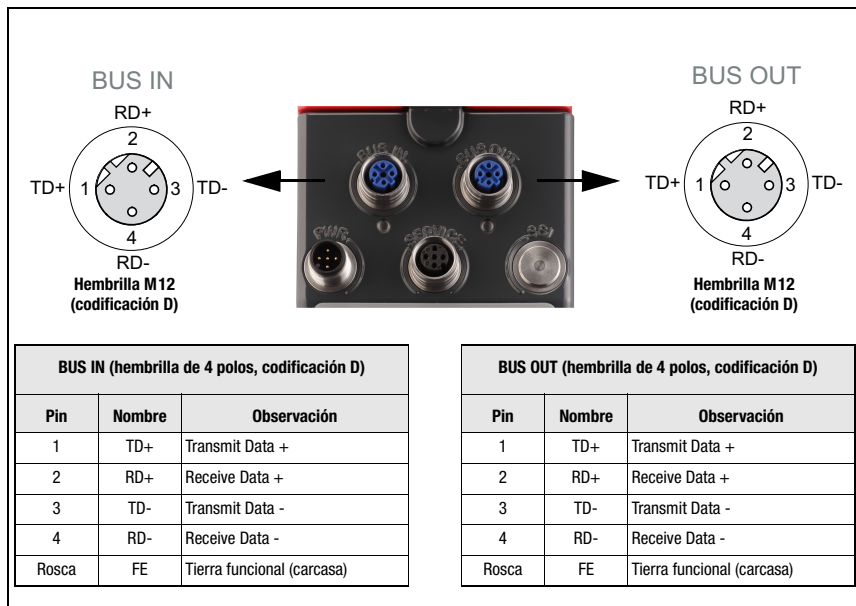 BUS IN
RD+
2
TD+ 1 3 TD-
4
RD-
Hembrilla M12
(codificación D)
BUS IN
BUS OUT
PWR
SERVICE
SSI
BUS OUT
RD+
2
TD+ 1 3 TD-
4
RD-
Hembrilla M12
(codificación D)
BUS IN (hembrilla de 4 polos, codificación D)
Pin Nombre Observación
1 TD+ Transmit Data +
2 RD+ Receive Data +
3 TD- Transmit Data -
4 RD- Receive Data -
Rosca FE Tierra funcional (carcasa)
BUS OUT (hembrilla de 4 polos, codificación D)
Pin Nombre Observación
1 TD+ Transmit Data +
2 RD+ Receive Data +
3 TD- Transmit Data -
4 RD- Receive Data -
Rosca FE Tierra funcional (carcasa)